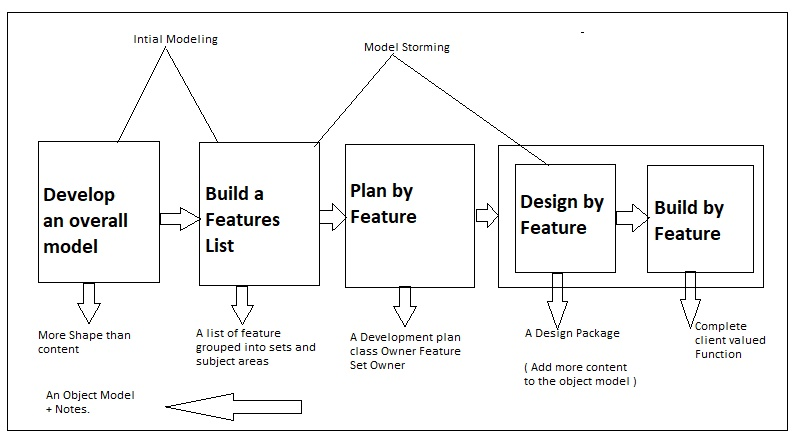 Intial Modeling
Model Storming
-
Develop
an overall
model
Build a
Features
List
Plan by
Feature
Design by
Feature
Build by
Feature
More Shape than
content
A list of feature
grouped into sets and
subject areas
A Development plan
class Owner Feature
Set Owner
A Design Package
( Add more content
to the object model )
Complete
client valued
Function
An Object Model
+ Notes.